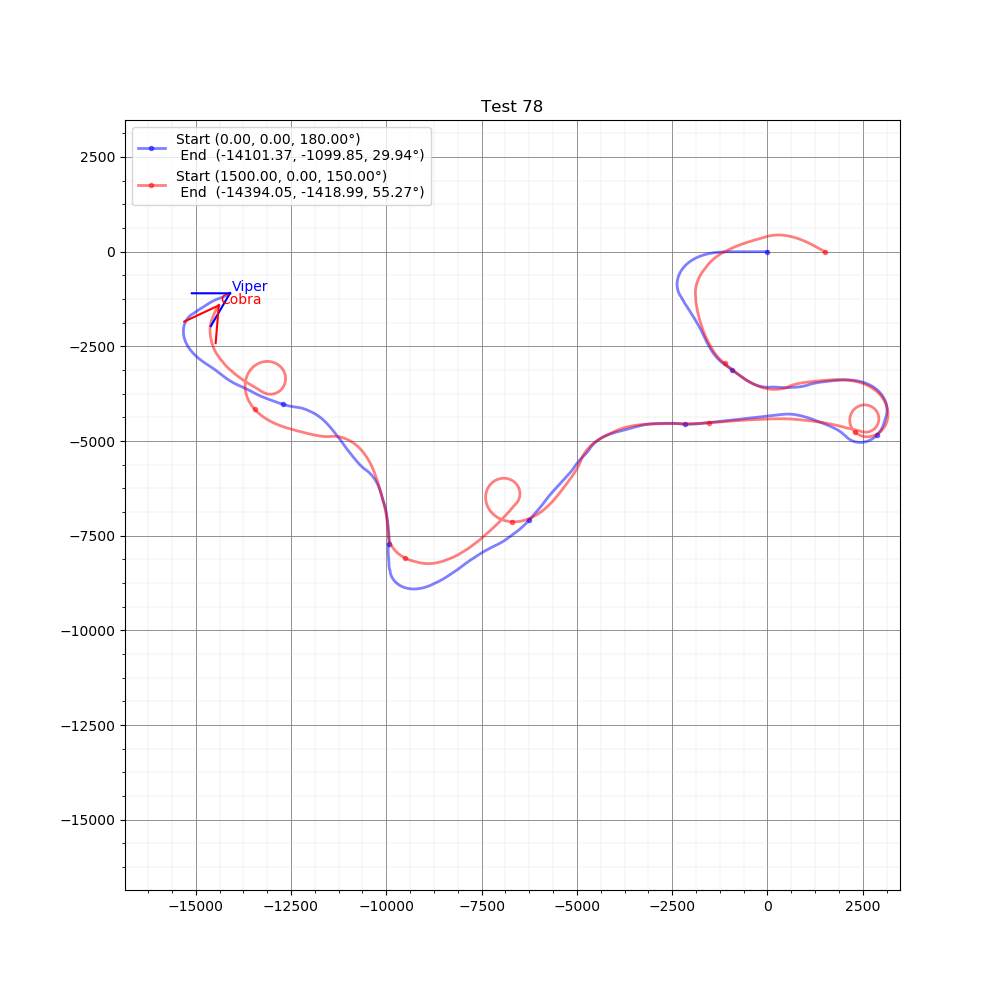 Test 78
Start (0.00, 0.00, 180.00°)
End (-14101.37, -1099.85, 29.94°)
Start (1500.00, 0.00, 150.00°)
End (-14394.05, -1418.99, 55.27°)
2500
0
−2500
−5000
−7500
−10000
−12500
−15000
Viper
Cobra
−15000 −12500 −10000 −7500 −5000 −2500 0 2500